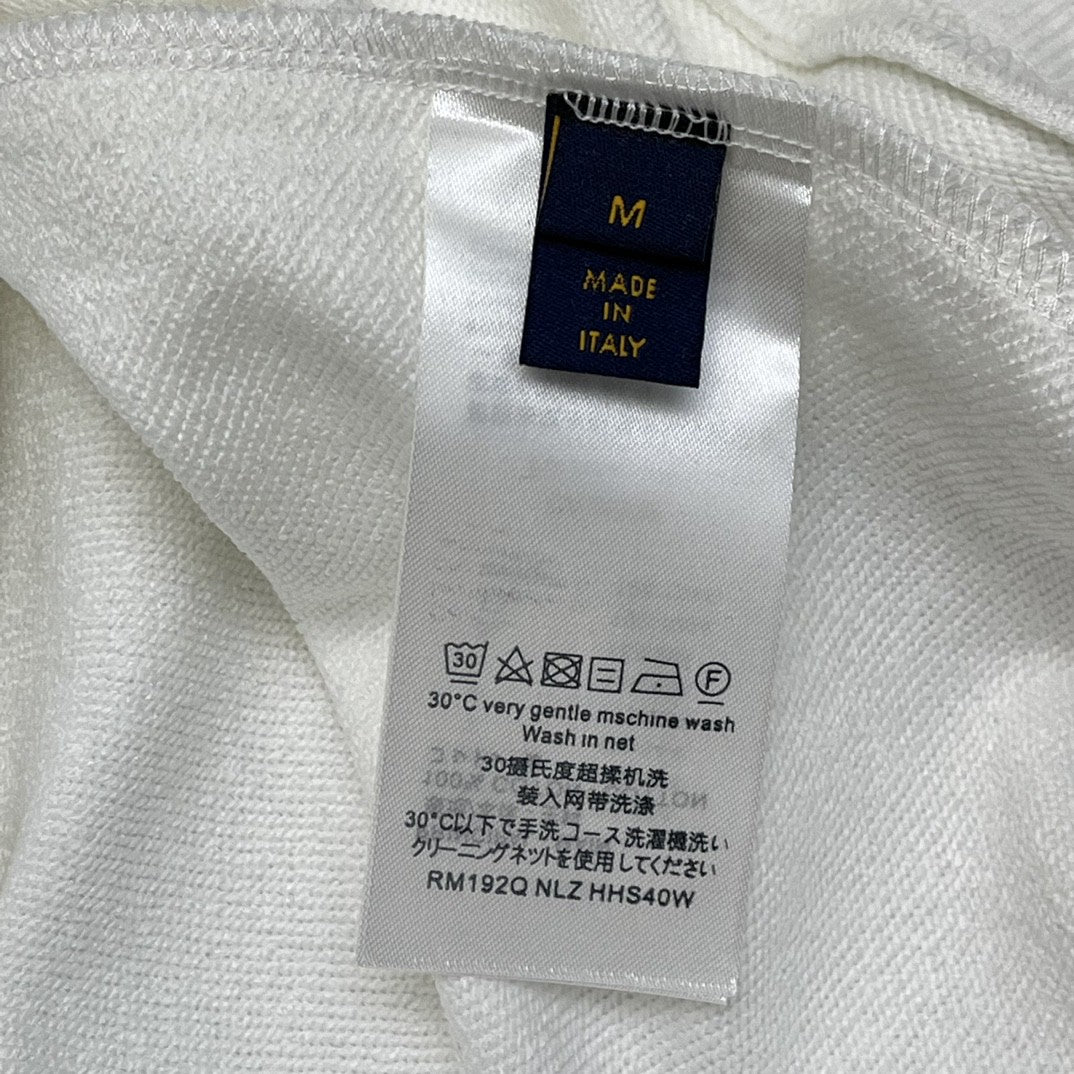 M
MADE
IN
ITALY
30
F
30°C very gentle mschine wash
Wash in net
30摄氏度超揉机洗
装入网带洗涤
30°C以下で手洗コース洗濯機洗い
クリーニングネットを使用してください
RM192Q NLZ HHS40W